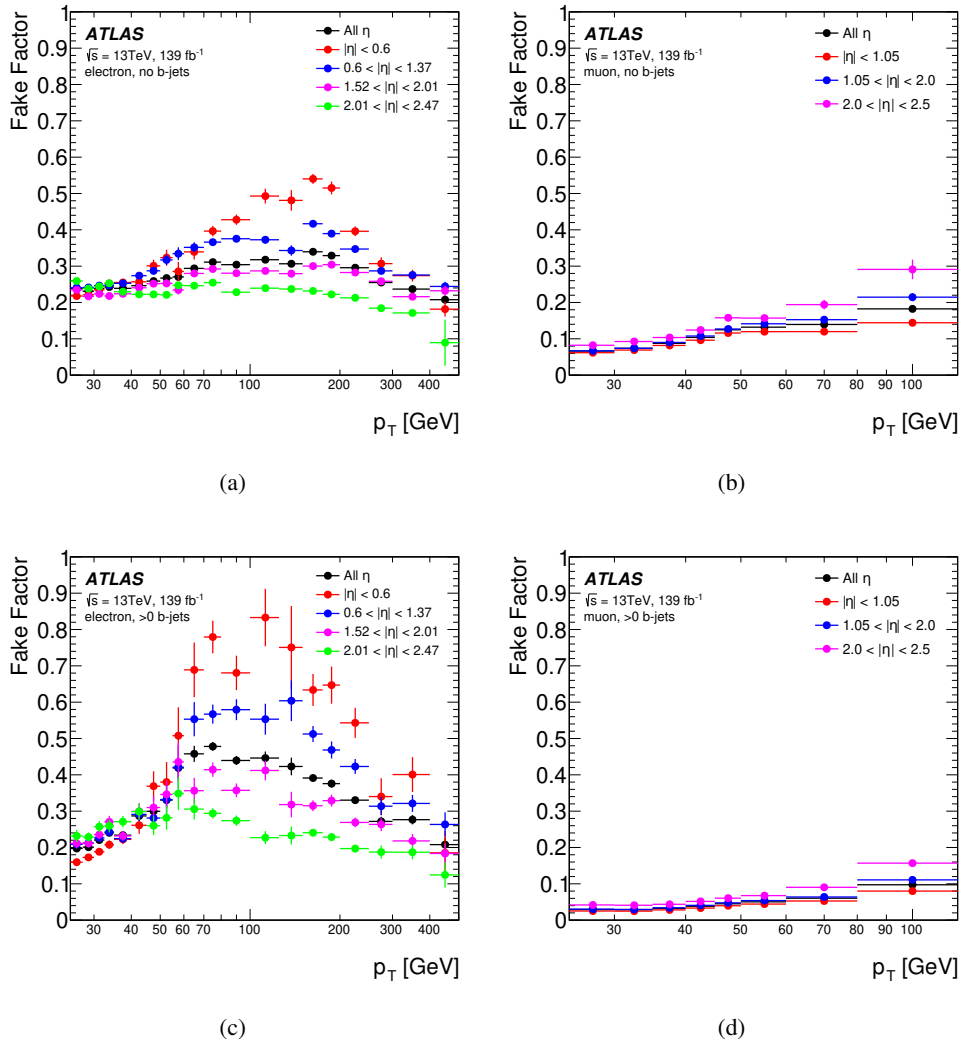 1
0.9
0.8
0.7
0.6
0.5
0.4
0.3
0.2
0.1
0
Fake Factor
ATLAS
√s = 13TeV, 139 fb-1
electron, no b-jets
All η
|η| < 0.6
0.6 < |η| < 1.37
1.52 < |η| < 2.01
2.01 < |η| < 2.47
30 40 50 60 70 100 200 300 400
pT [GeV]
(a)
1
0.9
0.8
0.7
0.6
0.5
0.4
0.3
0.2
0.1
0
Fake Factor
ATLAS
√s = 13TeV, 139 fb-1
muon, no b-jets
All η
|η| < 1.05
1.05 < |η| < 2.0
2.0 < |η| < 2.5
30 40 50 60 70 80 90 100
pT [GeV]
(b)
1
0.9
0.8
0.7
0.6
0.5
0.4
0.3
0.2
0.1
0
Fake Factor
ATLAS
√s = 13TeV, 139 fb-1
electron, >0 b-jets
All η
|η| < 0.6
0.6 < |η| < 1.37
1.52 < |η| < 2.01
2.01 < |η| < 2.47
30 40 50 60 70 100 200 300 400
pT [GeV]
(c)
1
0.9
0.8
0.7
0.6
0.5
0.4
0.3
0.2
0.1
0
Fake Factor
ATLAS
√s = 13TeV, 139 fb-1
muon, >0 b-jets
All η
|η| < 1.05
1.05 < |η| < 2.0
2.0 < |η| < 2.5
30 40 50 60 70 80 90 100
pT [GeV]
(d)